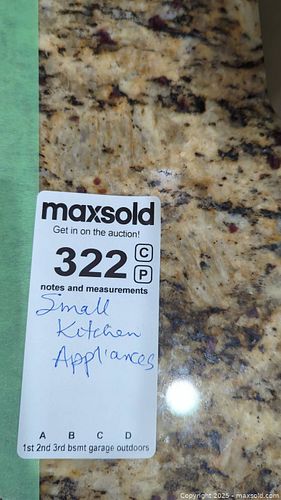 maxsold
Get in on the auction!
322 C
P
notes and measurements
Small
Kitchen
Appliances
A B C D
1st 2nd 3rd bsmt garage outdoors
Copyright 2025 - maxsold.com